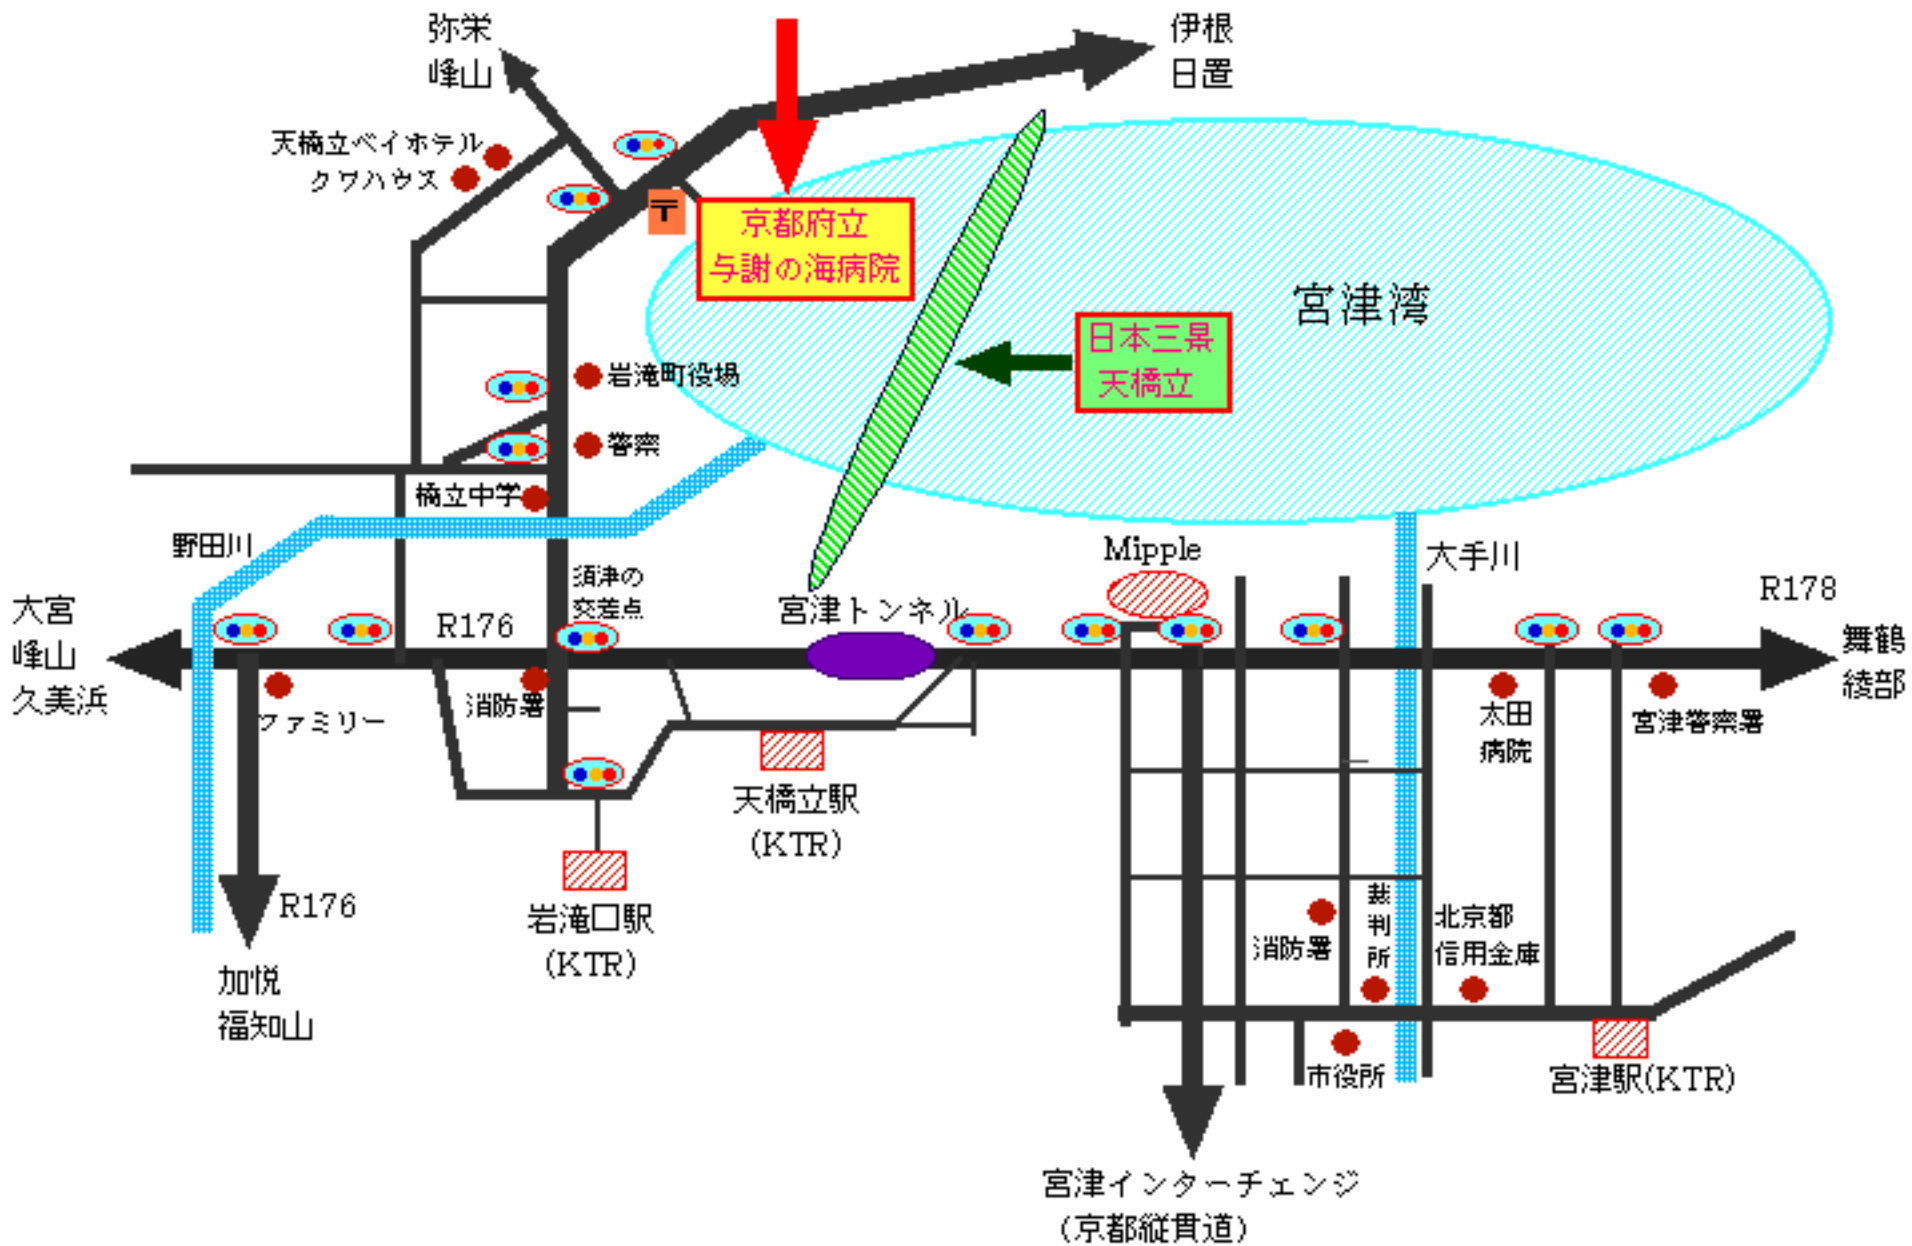 弥栄
峰山
伊根
日置
天橋立ベイホテル
クワハウス
〒
京都府立
与謝の海病院
宮津湾
日本三景
天橋立
岩滝町役場
警察
橋立中学
野田川
須津の
交差点
R176
宮津トンネル
Mipple
大手川
R178
大宮
峰山
久美浜
舞鶴
綾部
ファミリー
消防署
太田
病院
宮津警察署
天橋立駅
(KTR)
R176
岩滝口駅
(KTR)
加悦
福知山
消防署
裁
判
所
北京都
信用金庫
市役所
宮津駅(KTR)
宮津インターチェンジ
(京都縦貫道)